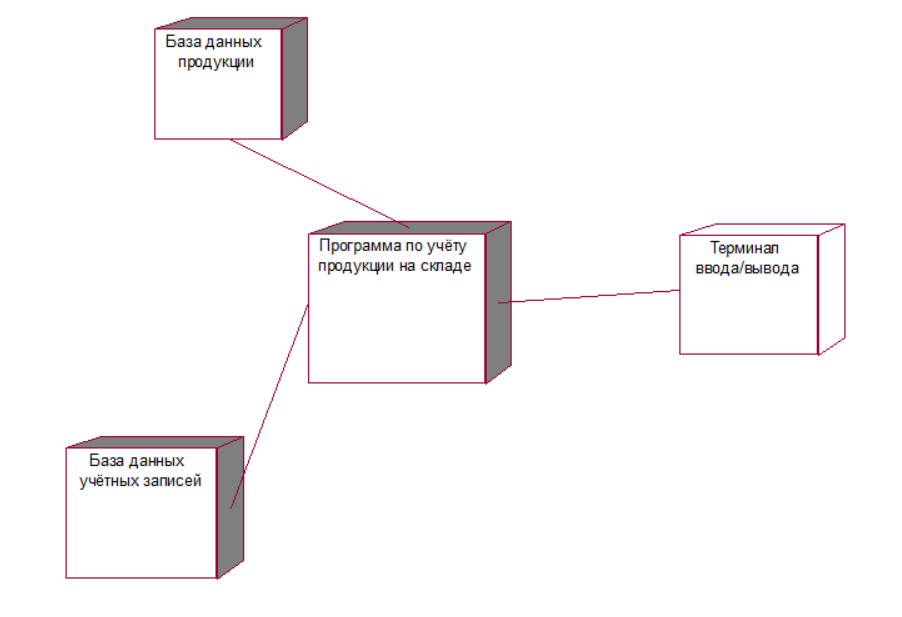 База данных
продукции
Программа по учёту
продукции на складе
Терминал
ввода/вывода
База данных
учётных записей